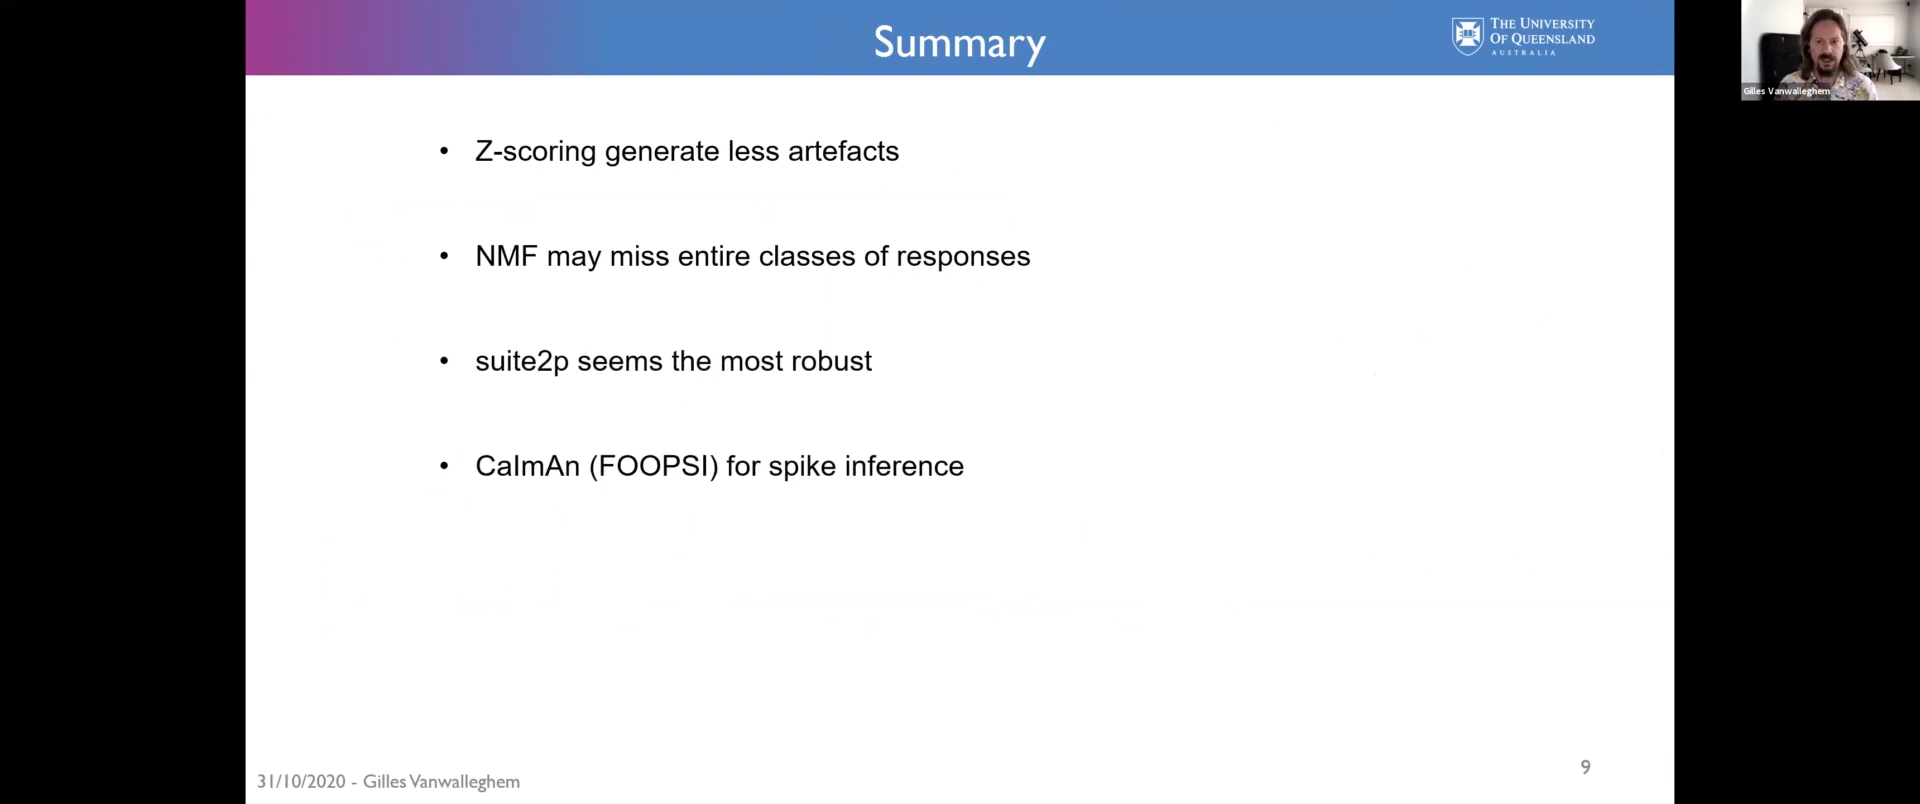 Summary
THE UNIVERSITY
OF QUEENSLAND
AUSTRALIA
Gilles Vanwalleghem
• Z-scoring generate less artefacts
• NMF may miss entire classes of responses
• suite2p seems the most robust
• CaImAn (FOOPSI) for spike inference
31/10/2020 - Gilles Vanwalleghem
9